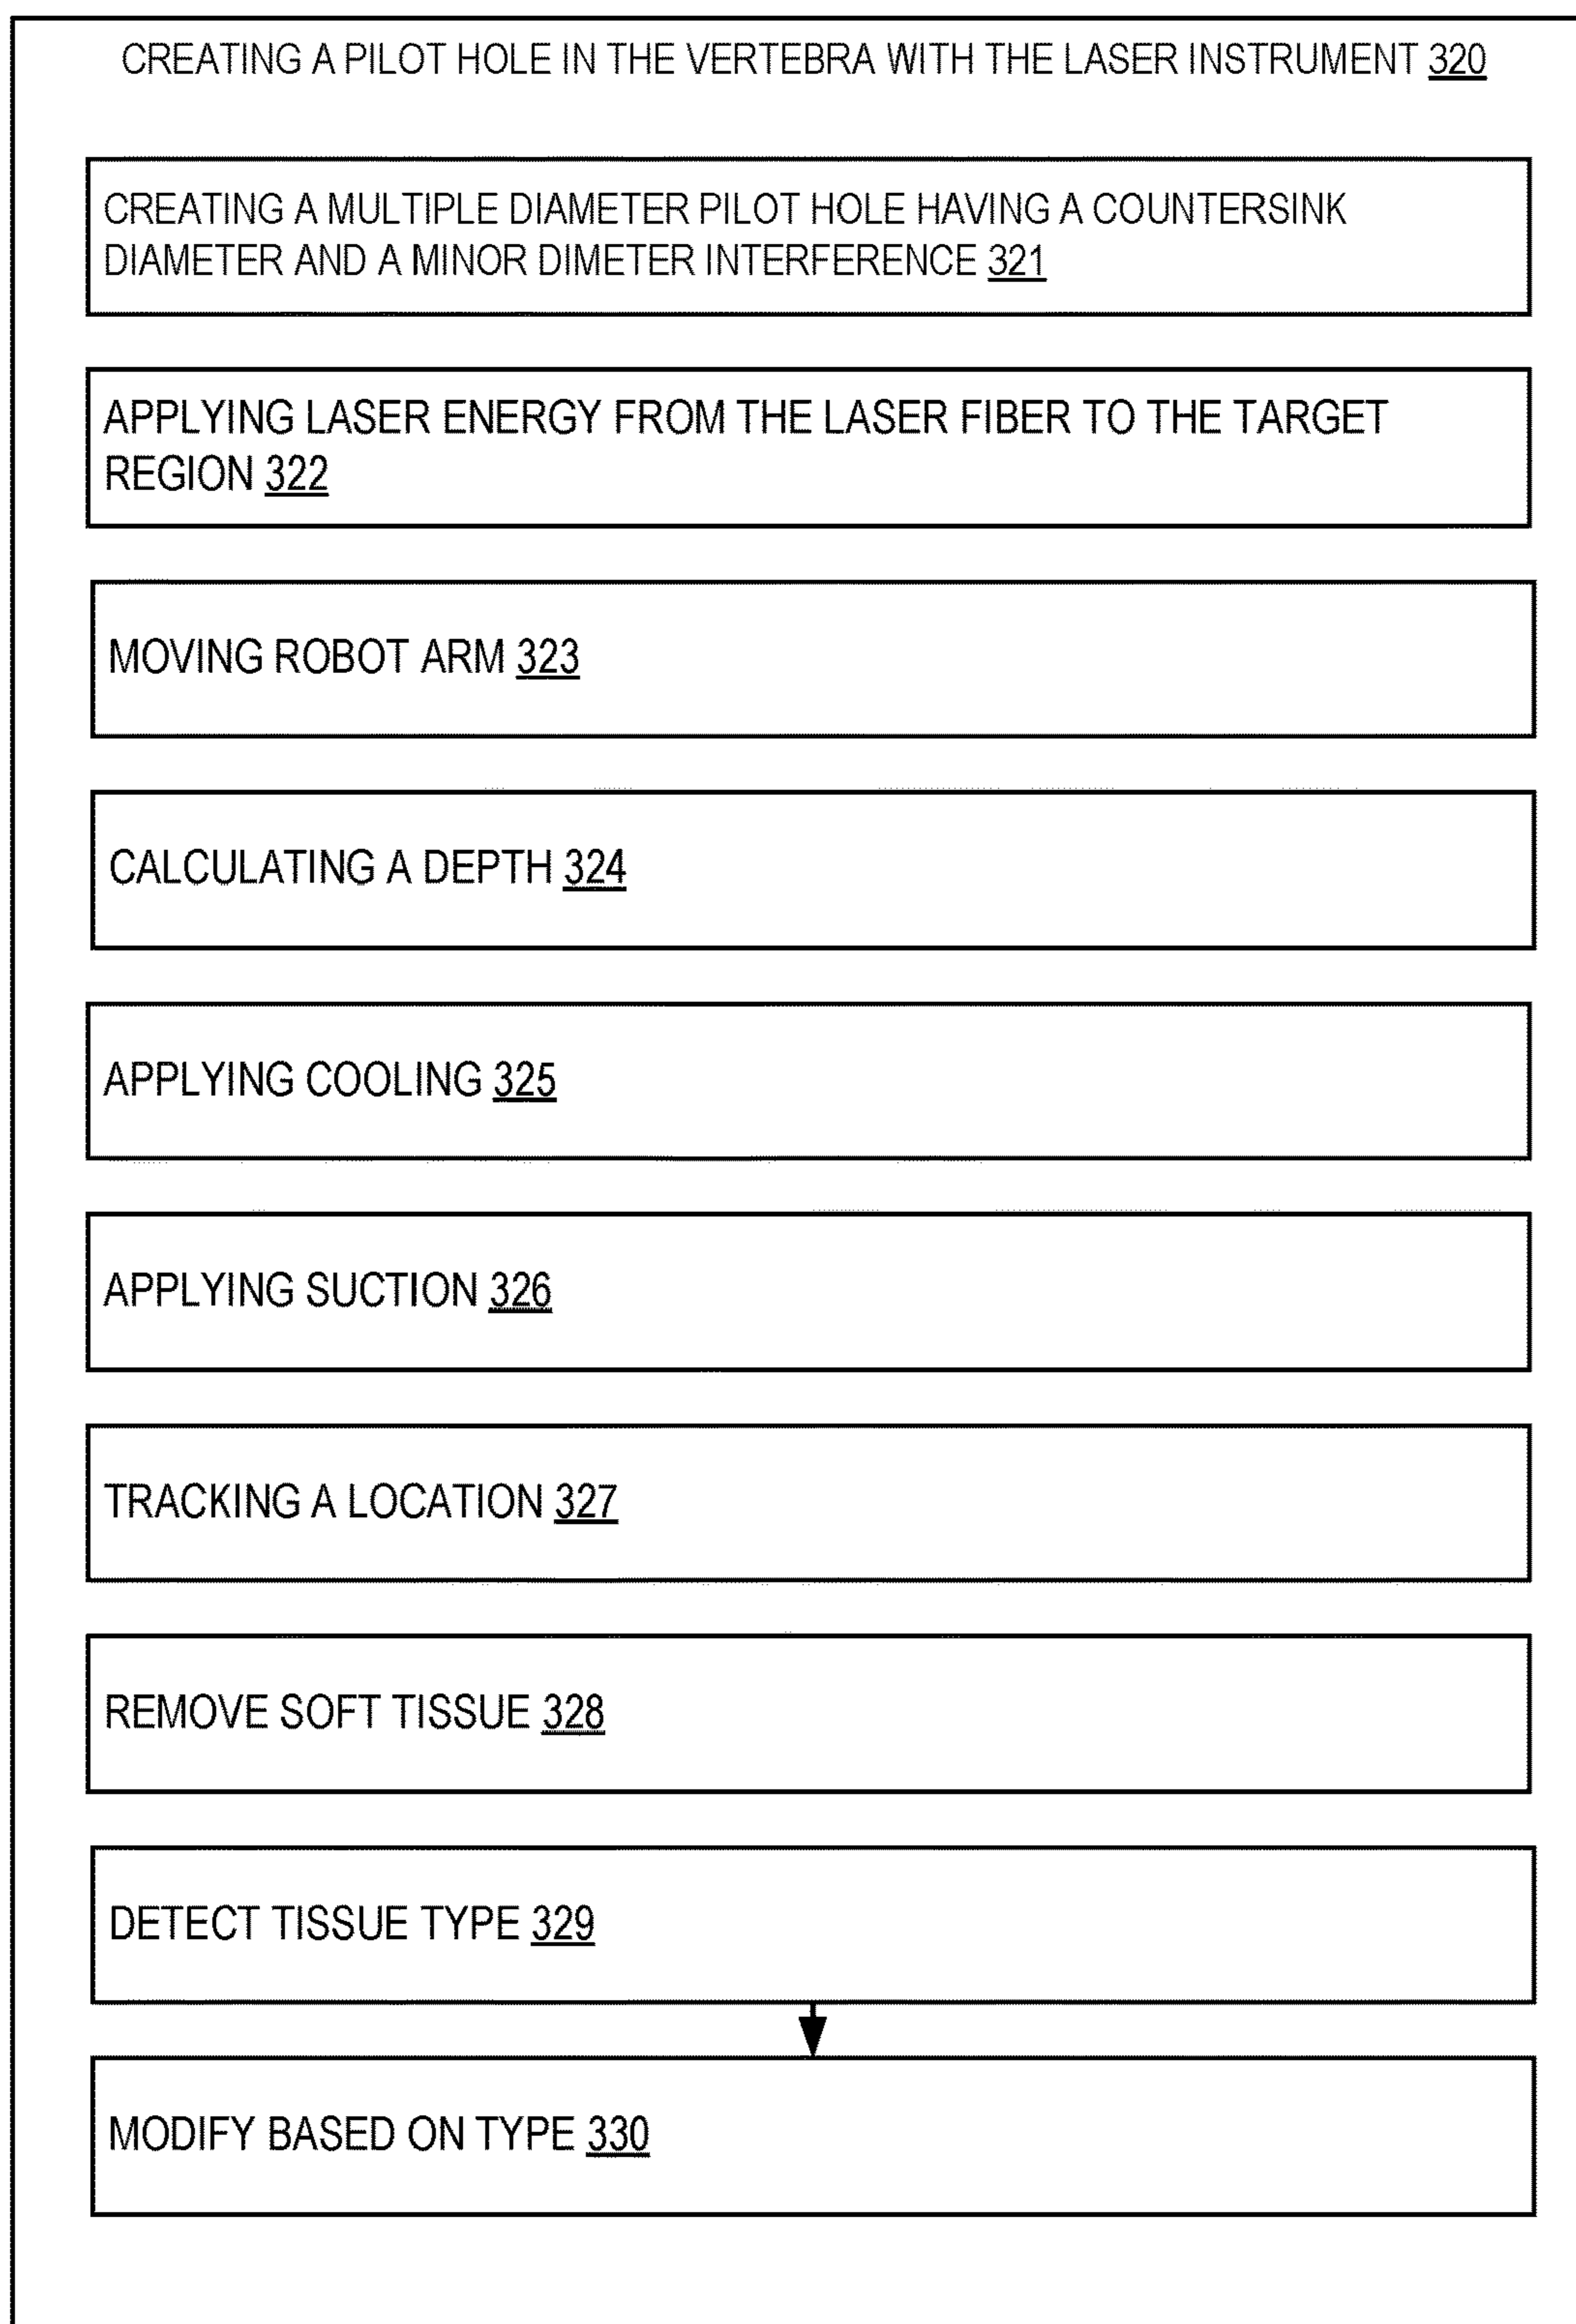 CREATING A PILOT HOLE IN THE VERTEBRA WITH THE LASER INSTRUMENT 320
CREATING A MULTIPLE DIAMETER PILOT HOLE HAVING A COUNTERSINK
DIAMETER AND A MINOR DIMETER INTERFERENCE 321
APPLYING LASER ENERGY FROM THE LASER FIBER TO THE TARGET
REGION 322
MOVING ROBOT ARM 323
CALCULATING A DEPTH 324
APPLYING COOLING 325
APPLYING SUCTION 326
TRACKING A LOCATION 327
REMOVE SOFT TISSUE 328
DETECT TISSUE TYPE 329
MODIFY BASED ON TYPE 330